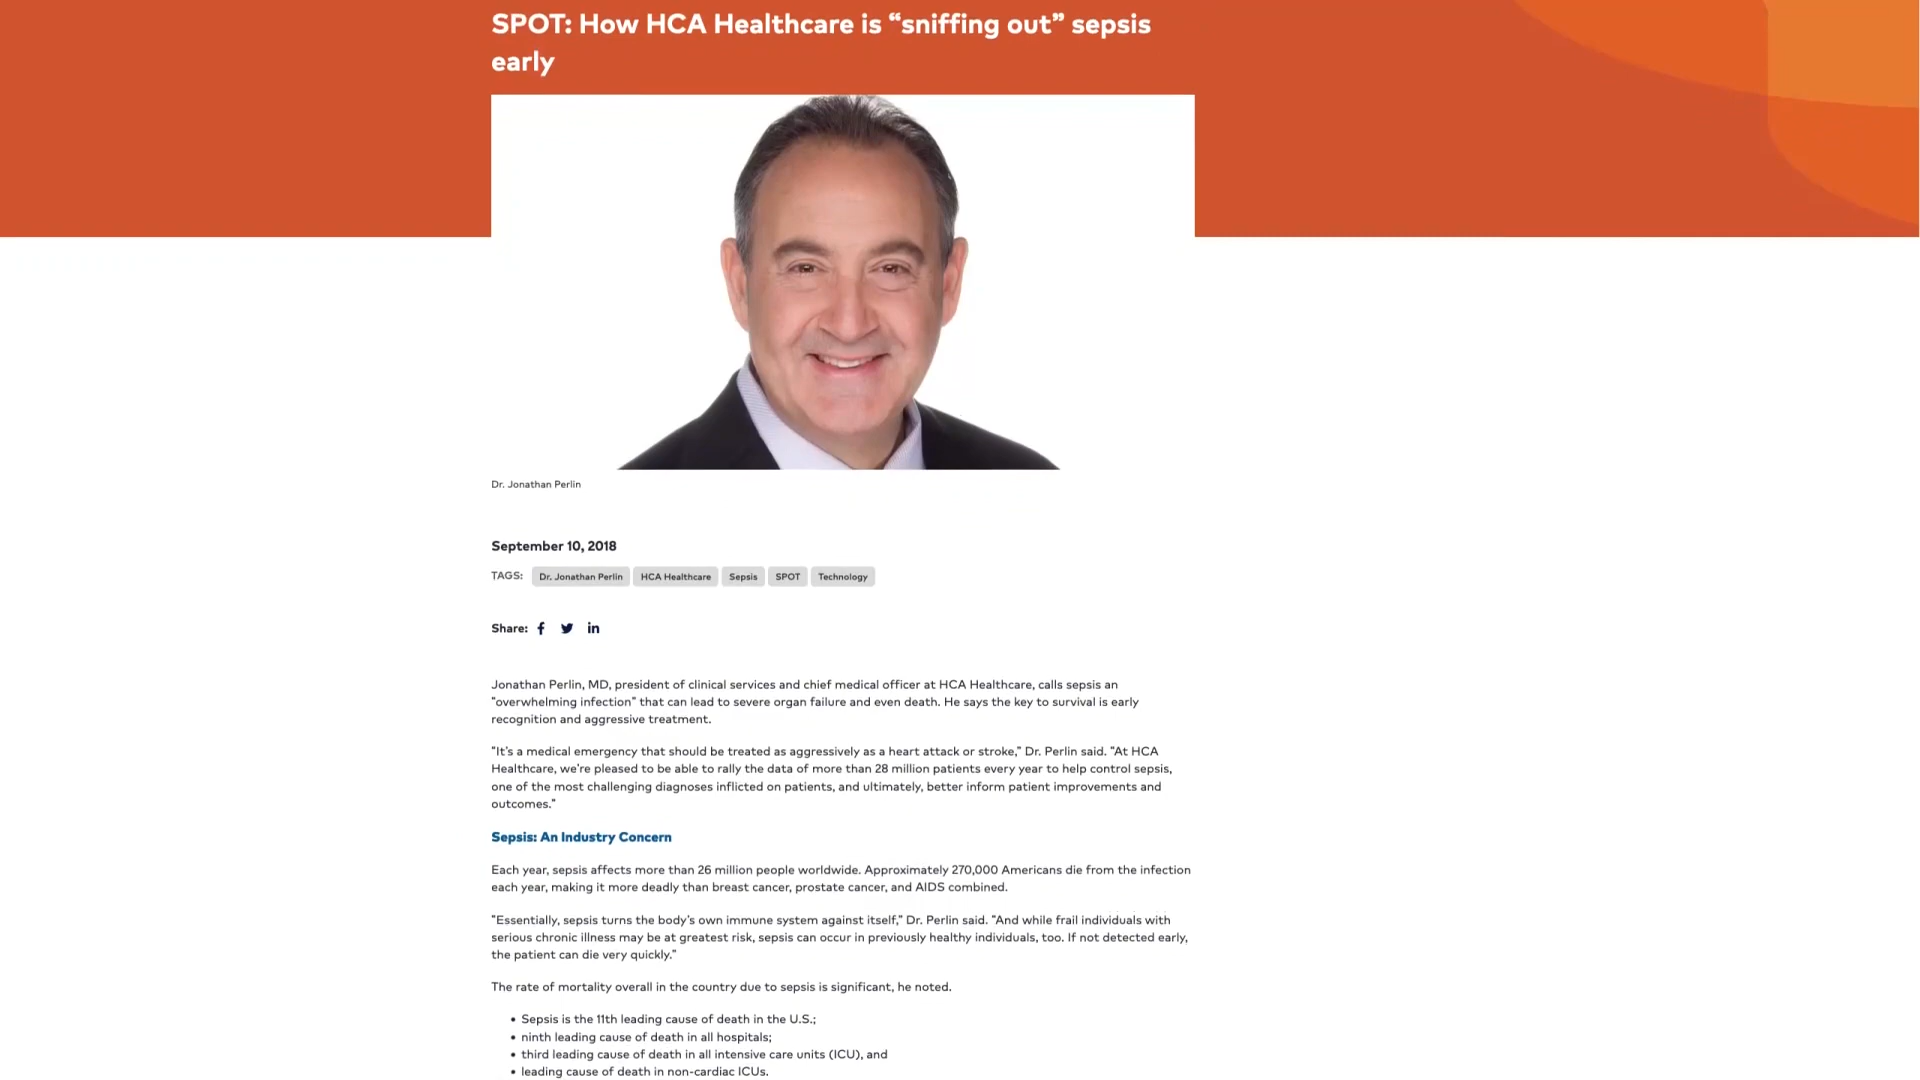 SPOT: How HCA Healthcare is “sniffing out” sepsis
early
Dr. Jonathan Perlin
September 10, 2018
TAGS: Dr. Jonathan Perlin HCA Healthcare Sepsis SPOT Technology
Share:
Jonathan Perlin, MD, president of clinical services and chief medical officer at HCA Healthcare, calls sepsis an
"overwhelming infection" that can lead to severe organ failure and even death. He says the key to survival is early
recognition and aggressive treatment.
"It's a medical emergency that should be treated as aggressively as a heart attack or stroke," Dr. Perlin said. "At HCA
Healthcare, we're pleased to be able to rally the data of more than 28 million patients every year to help control sepsis,
one of the most challenging diagnoses inflicted on patients, and ultimately, better inform patient improvements and
outcomes."
Sepsis: An Industry Concern
Each year, sepsis affects more than 26 million people worldwide. Approximately 270,000 Americans die from the infection
each year, making it more deadly than breast cancer, prostate cancer, and AIDS combined.
"Essentially, sepsis turns the body's own immune system against itself," Dr. Perlin said. "And while frail individuals with
serious chronic illness may be at greatest risk, sepsis can occur in previously healthy individuals, too. If not detected early,
the patient can die very quickly."
The rate of mortality overall in the country due to sepsis is significant, he noted.
• Sepsis is the 11th leading cause of death in the U.S.;
• ninth leading cause of death in all hospitals;
• third leading cause of death in all intensive care units (ICU), and
• leading cause of death in non-cardiac ICUs.